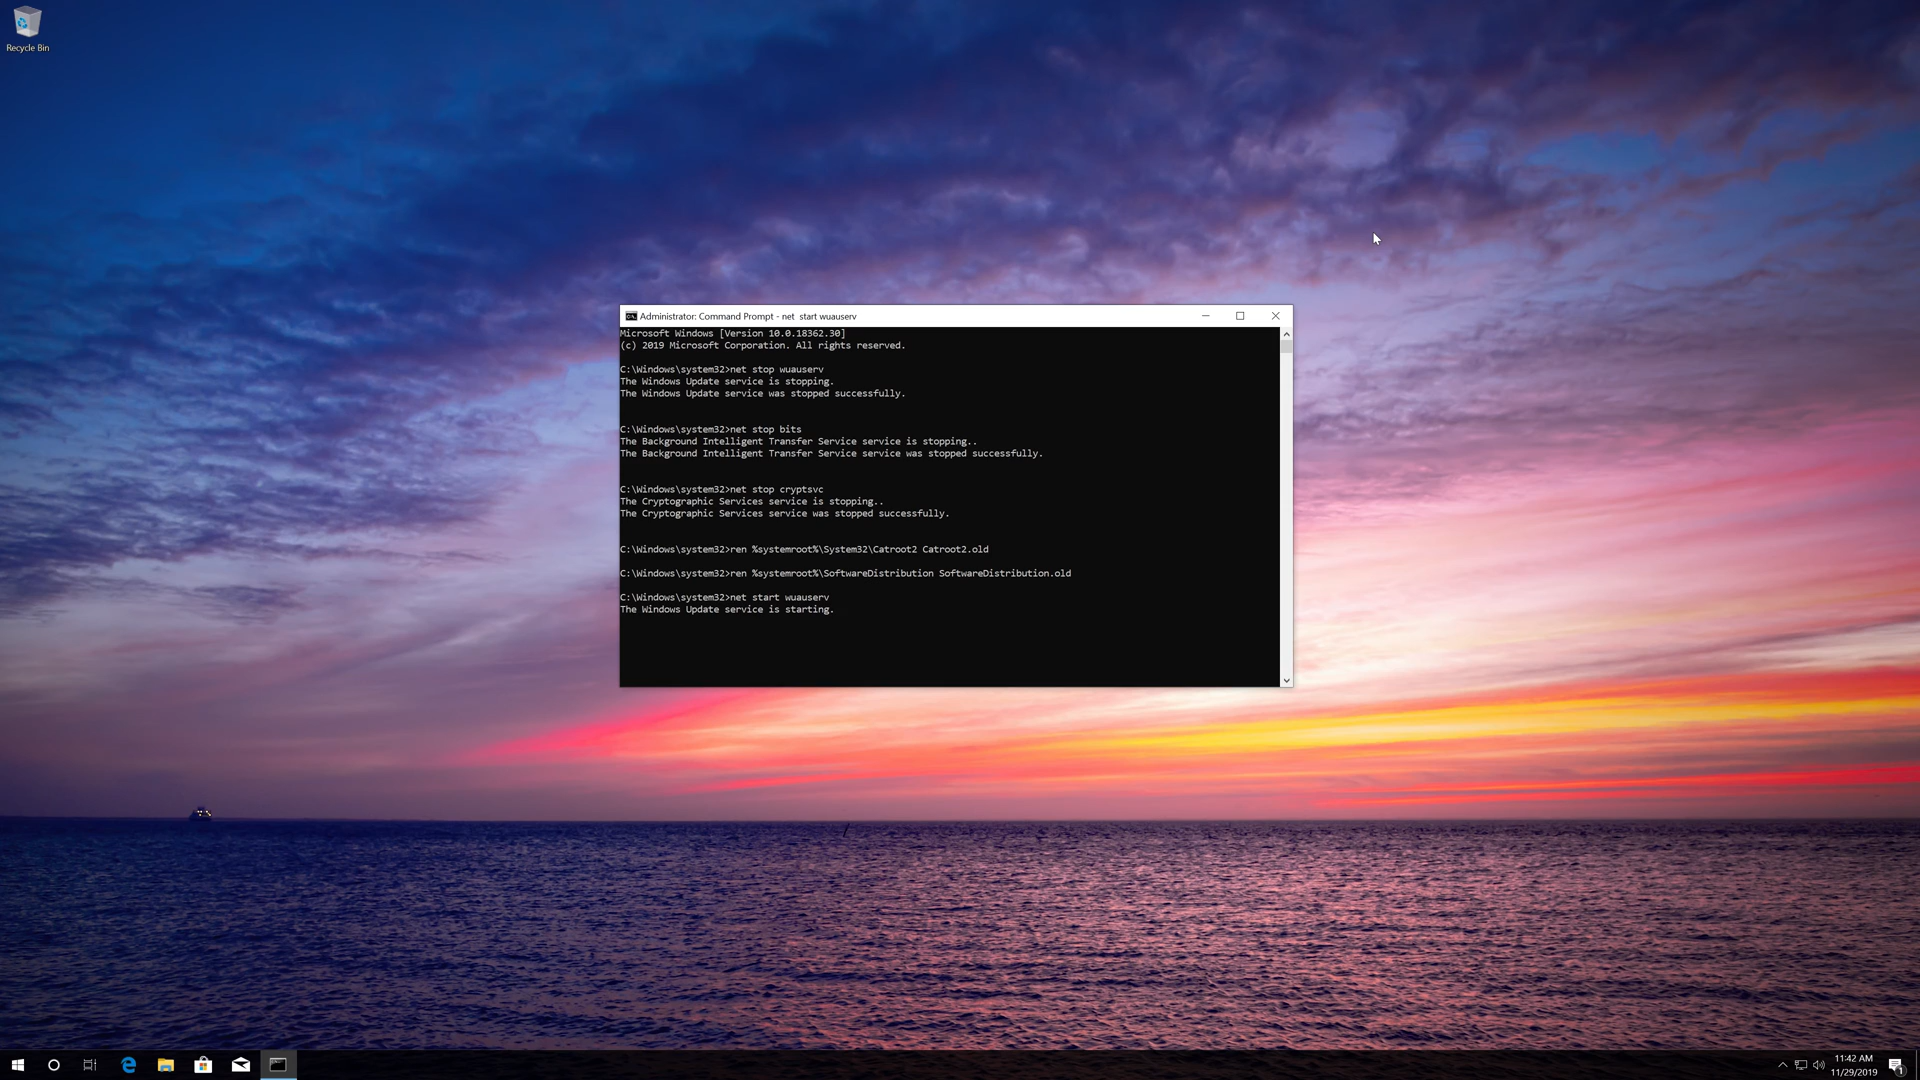 Recycle Bin
Administrator: Command Prompt - net  start wuauserv
Microsoft Windows [Version 10.0.18362.30]
(c) 2019 Microsoft Corporation. All rights reserved.
C:\Windows\system32>net stop wuauserv
The Windows Update service is stopping.
The Windows Update service was stopped successfully.
C:\Windows\system32>net stop bits
The Background Intelligent Transfer Service service is stopping..
The Background Intelligent Transfer Service service was stopped successfully.
C:\Windows\system32>net stop cryptsvc
The Cryptographic Services service is stopping..
The Cryptographic Services service was stopped successfully.
C:\Windows\system32>ren %systemroot%\System32\Catroot2 Catroot2.old
C:\Windows\system32>ren %systemroot%\SoftwareDistribution SoftwareDistribution.old
C:\Windows\system32>net start wuauserv
The Windows Update service is starting.
11:42 AM
11/29/2019
1